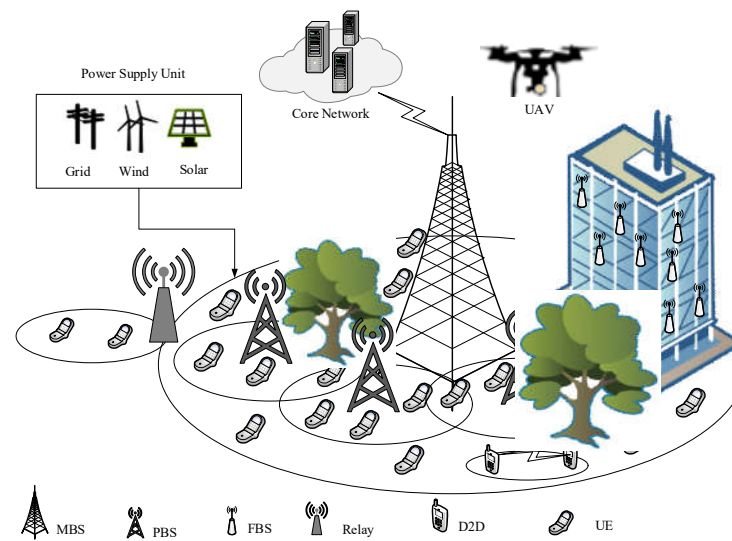 Power Supply Unit
Grid
Wind
Solar
Core Network
UAV
MBS
PBS
FBS
Relay
D2D
UE